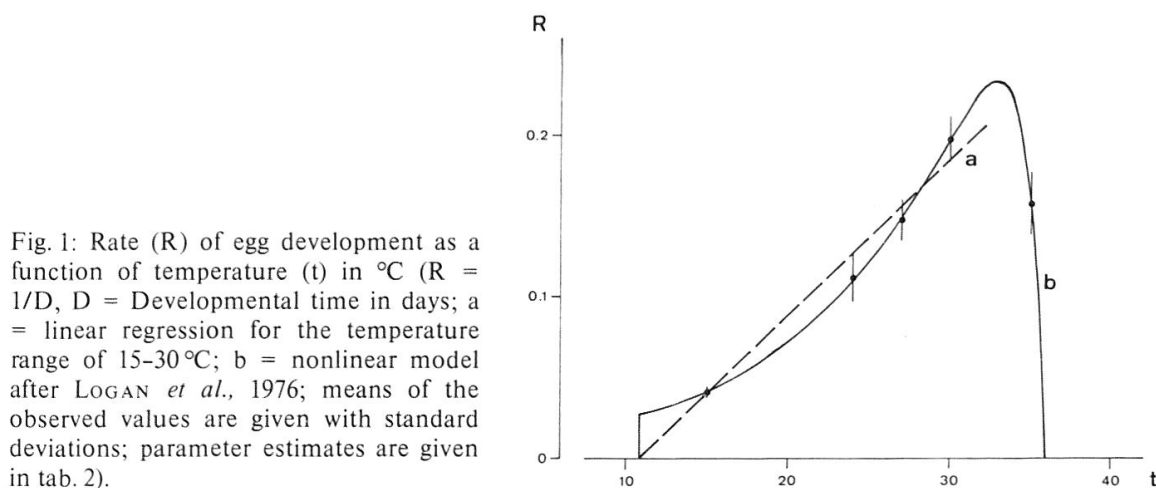 Fig. 1: Rate (R) of egg development as a
function of temperature (t) in °C (R =
1/D, D = Developmental time in days; a
= linear regression for the temperature
range of 15–30 °C; b = nonlinear model
after LOGAN et al., 1976; means of the
observed values are given with standard
deviations; parameter estimates are given
in tab. 2).
R
0.2
0.1
0
10
20
30
40
t
a
b